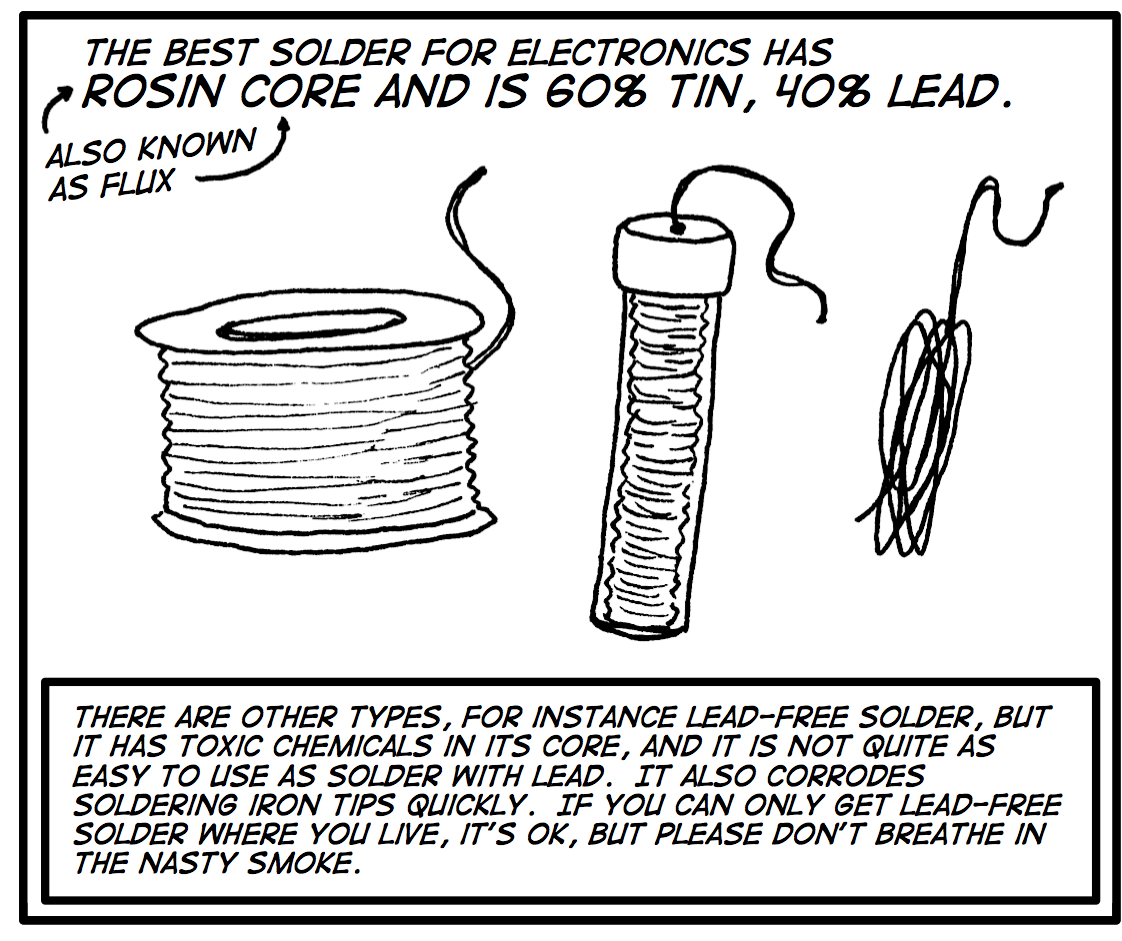 THE BEST SOLDER FOR ELECTRONICS HAS
ROSIN CORE AND IS 60% TIN, 40% LEAD.
ALSO KNOWN
AS FLUX
THERE ARE OTHER TYPES, FOR INSTANCE LEAD-FREE SOLDER, BUT
IT HAS TOXIC CHEMICALS IN ITS CORE, AND IT IS NOT QUITE AS
EASY TO USE AS SOLDER WITH LEAD. IT ALSO CORRODES
SOLDERING IRON TIPS QUICKLY. IF YOU CAN ONLY GET LEAD-FREE
SOLDER WHERE YOU LIVE, IT'S OK, BUT PLEASE DON'T BREATHE IN
THE NASTY SMOKE.